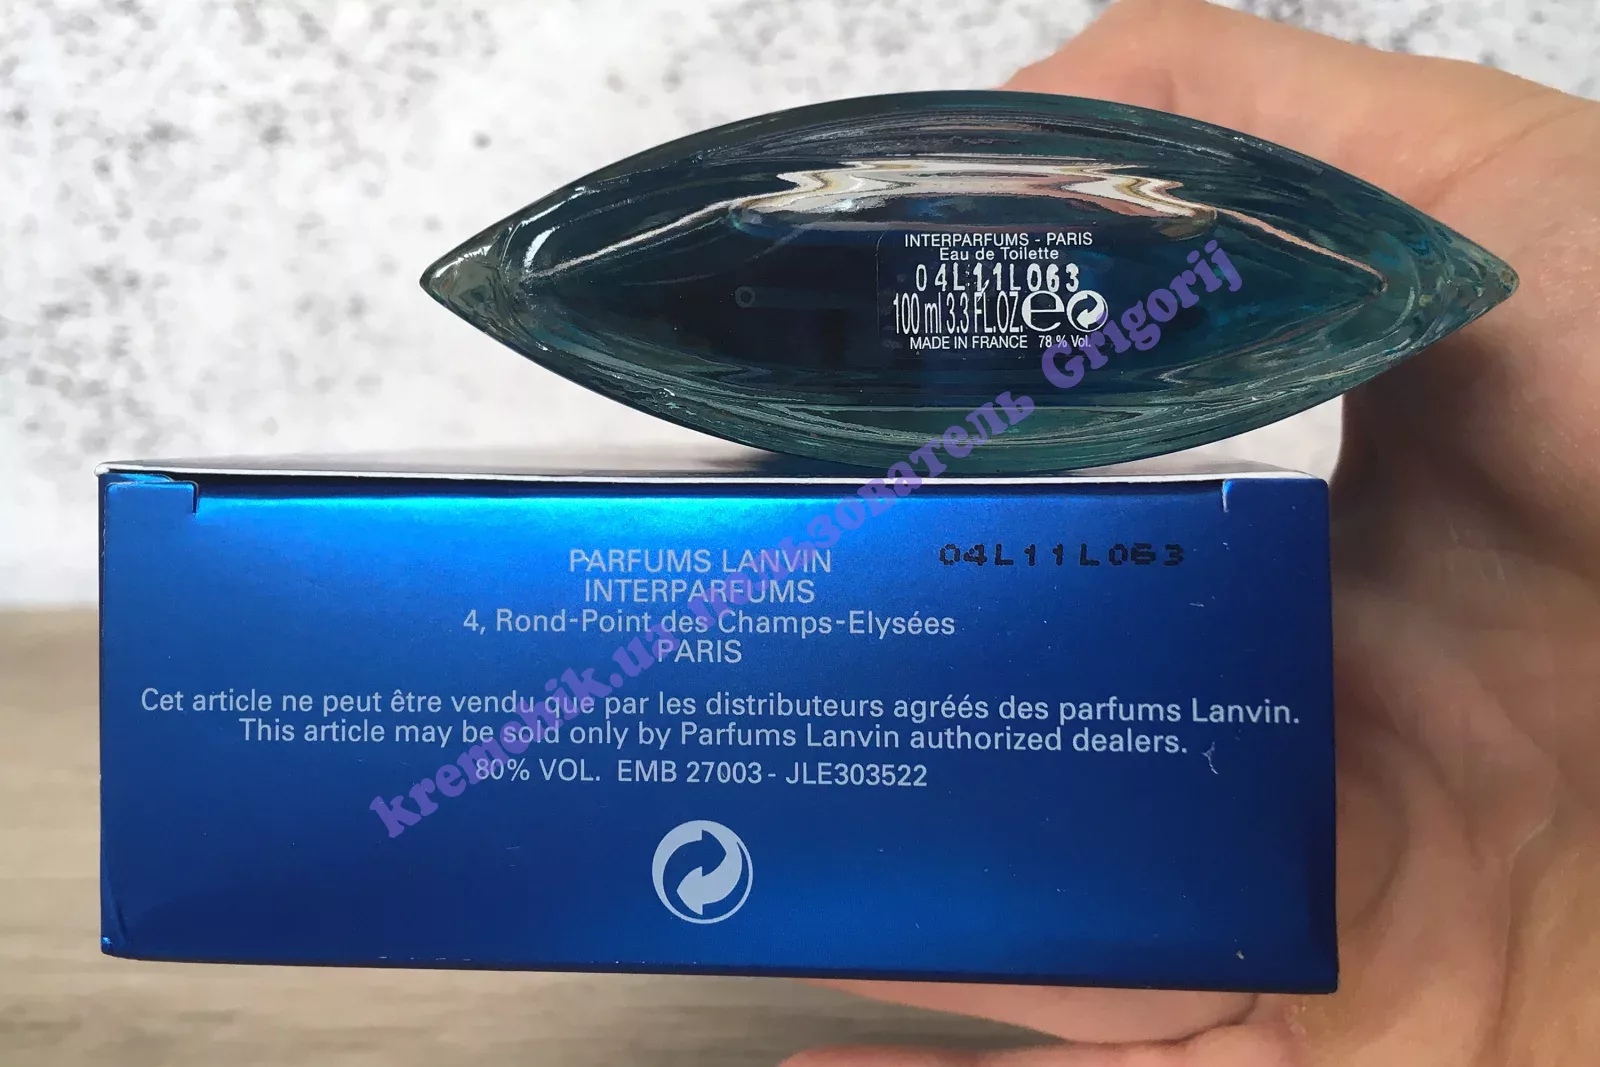 INTERPARFUMS - PARIS
Eau de Toilette
04L11L063
100 ml 3.3 FL.OZ. e
MADE IN FRANCE 78 % Vol.
PARFUMS LANVIN
04L11L063
INTERPARFUMS
4, Rond-Point des Champs-Elysées
PARIS
Cet article ne peut être vendu que par les distributeurs agréés des parfums Lanvin.
This article may be sold only by Parfums Lanvin authorized dealers.
80% VOL. EMB 27003 - JLE303522
kremchik.ua пользователь Grigorij